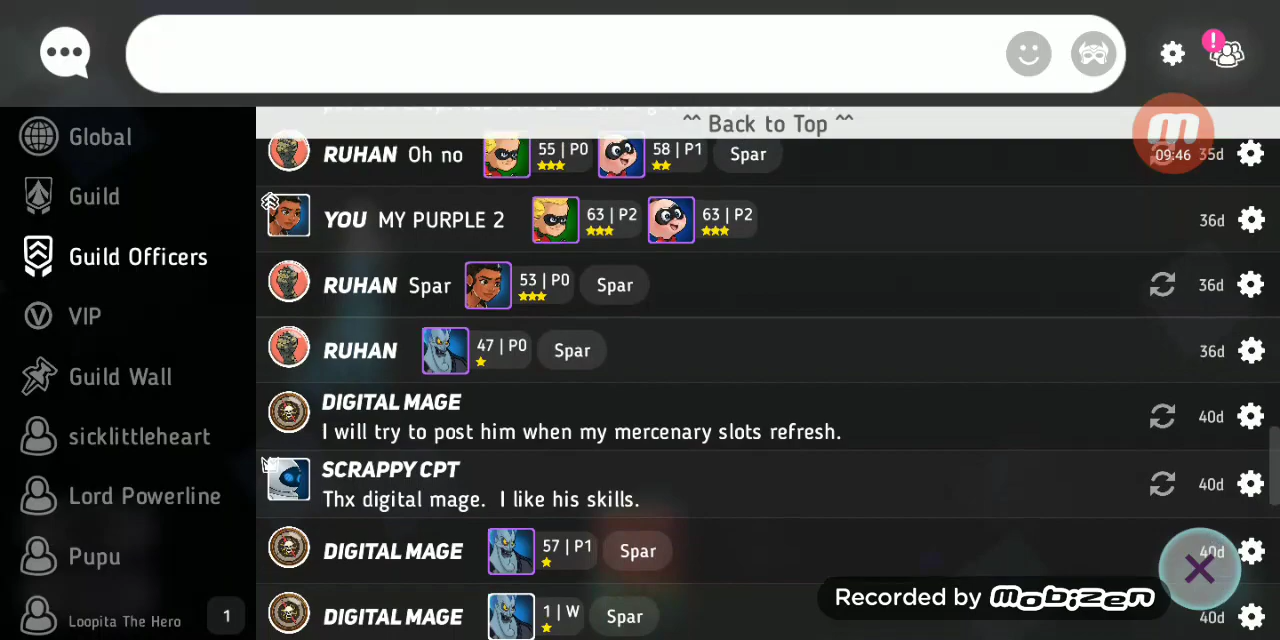 Global
Guild
Guild Officers
VIP
Guild Wall
sicklittleheart
Lord Powerline
Pupu
Loopita The Hero 1
^^ Back to Top ^^
RUHAN Oh no 55 | P0 58 | P1 Spar 35d
YOU MY PURPLE 2 63 | P2 63 | P2 36d
RUHAN Spar 53 | P0 Spar 36d
RUHAN 47 | P0 Spar 36d
DIGITAL MAGE
I will try to post him when my mercenary slots refresh. 40d
SCRAPPY CPT
Thx digital mage. I like his skills. 40d
DIGITAL MAGE 57 | P1 Spar 40d
DIGITAL MAGE 1 | W Spar 40d
!
09:46
Recorded by mobizen